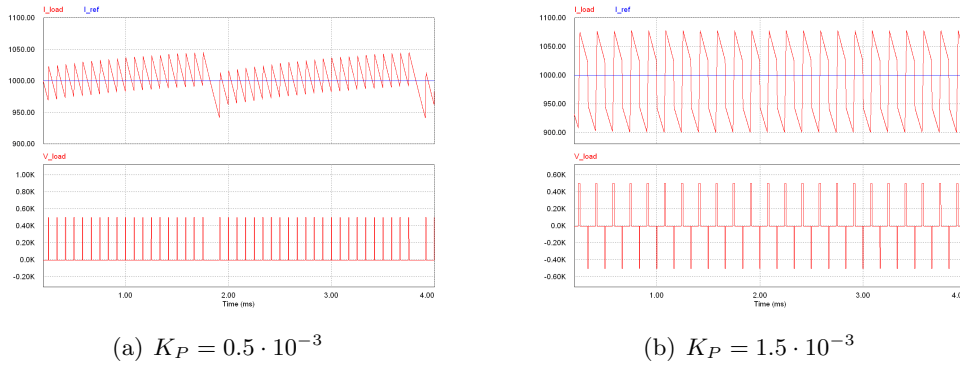 I_load I_ref
1100.00
1050.00
1000.00
950.00
900.00
V_load
1.00K
0.80K
0.60K
0.40K
0.20K
0.0K
-0.20K
1.00 2.00 3.00 4.00
Time (ms)
(a) K_P = 0.5 · 10^{-3}
I_load I_ref
1100.00
1050.00
1000.00
950.00
900.00
V_load
0.60K
0.40K
0.20K
-0.0K
-0.20K
-0.40K
-0.60K
1.00 2.00 3.00 4.00
Time (ms)
(b) K_P = 1.5 · 10^{-3}